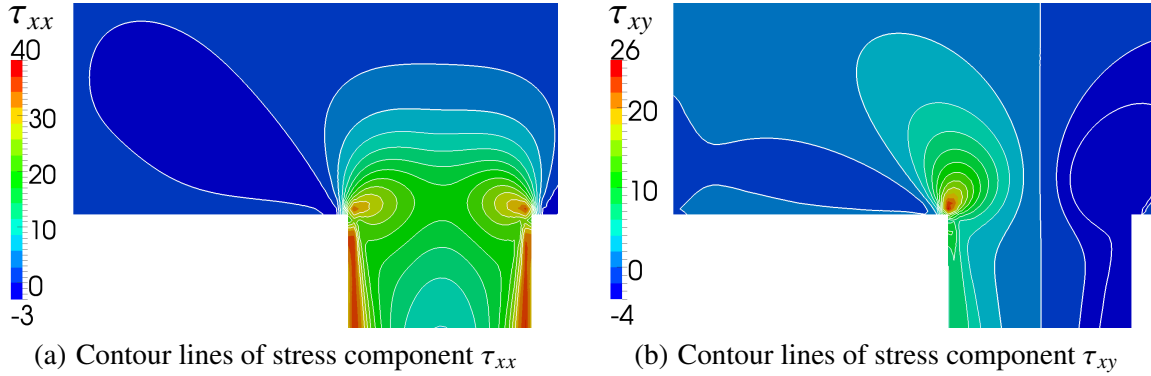 τxx
40
30
20
10
0
-3
τxy
26
20
10
0
-4
(a) Contour lines of stress component τxx
(b) Contour lines of stress component τxy